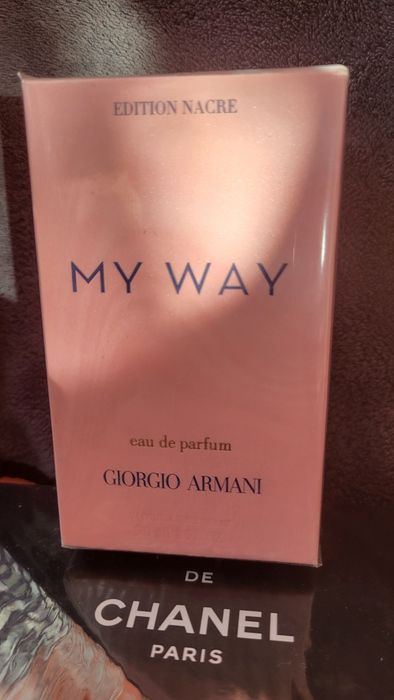 EDITION NACRE
MY WAY
eau de parfum
GIORGIO ARMANI
DE
CHANEL
PARIS